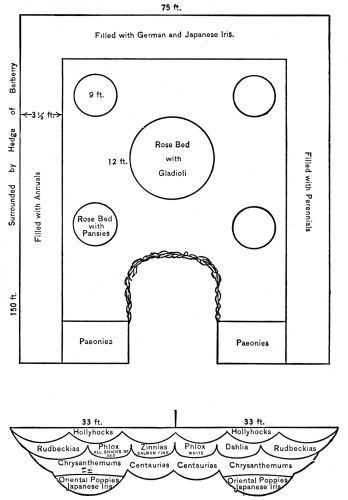 75 ft.
Filled with German and Japanese Iris.
Surrounded by Hedge of Barberry
150 ft.
3½ ft.
Filled with Annuals
9 ft.
12 ft.
Rose Bed
with
Gladioli
Rose Bed
with
Pansies
Filled with Perennials
Paeonies
Paeonies
33 ft.
33 ft.
Hollyhocks
Hollyhocks
Rudbeckias
Phlox
ALL SHADES OF
RED
Zinnias
SALMON PINK
Phlox
WHITE
Dahlia
Rudbeckias
Chrysanthemums
Centaurias
Centaurias
Chrysanthemums
Oriental Poppies
Japanese Iris
Oriental Poppies
Japanese Iris